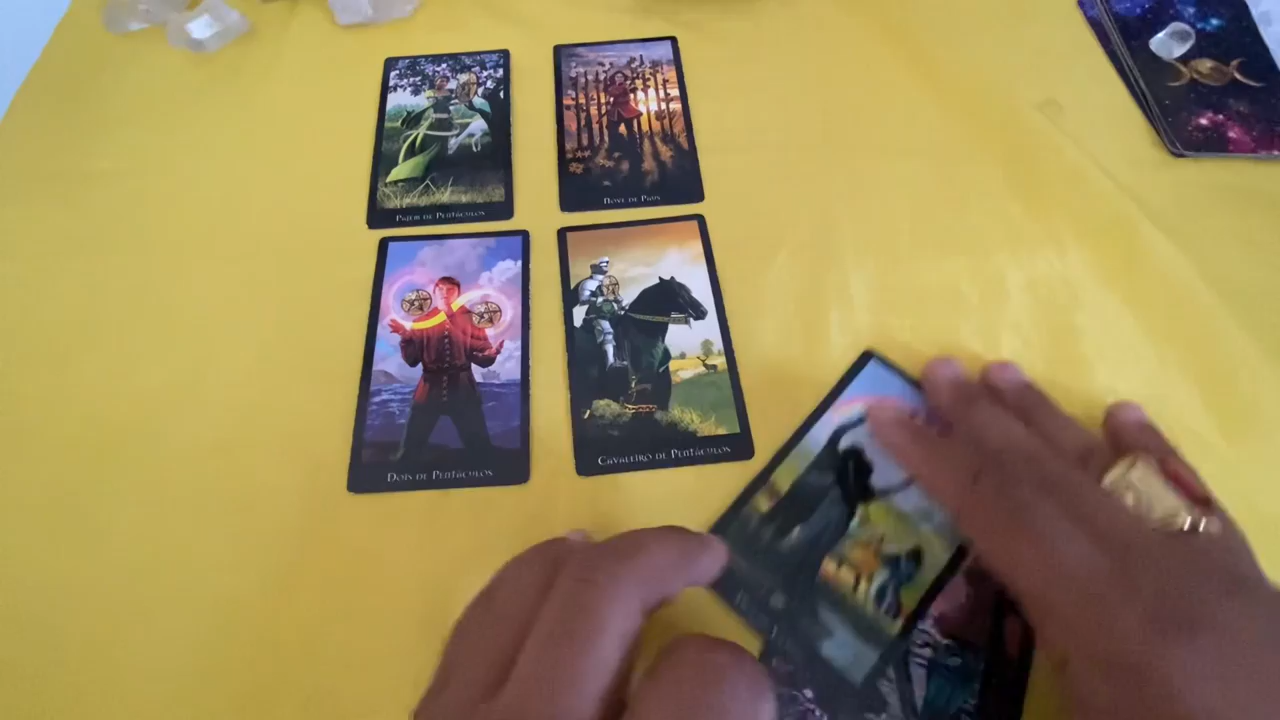 Pajem de Pentáculos
Nove de Paus
Dois de Pentáculos
Cavaleiro de Pentáculos